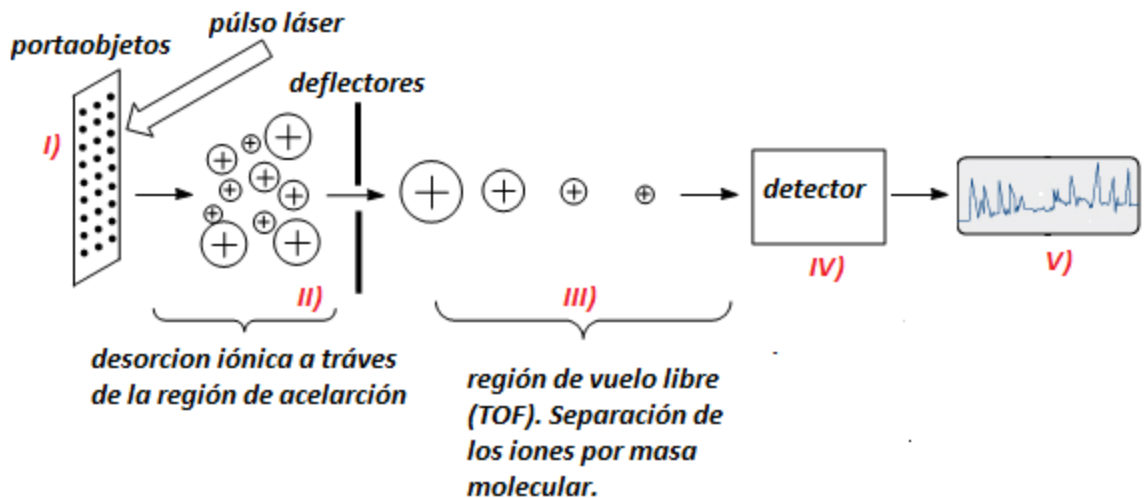 púlso láser
portaobjetos
deflectores
I)
detector
II)
III)
IV)
V)
desorcion iónica a tráves
de la región de acelarción
región de vuelo libre
(TOF). Separación de
los iones por masa
molecular.